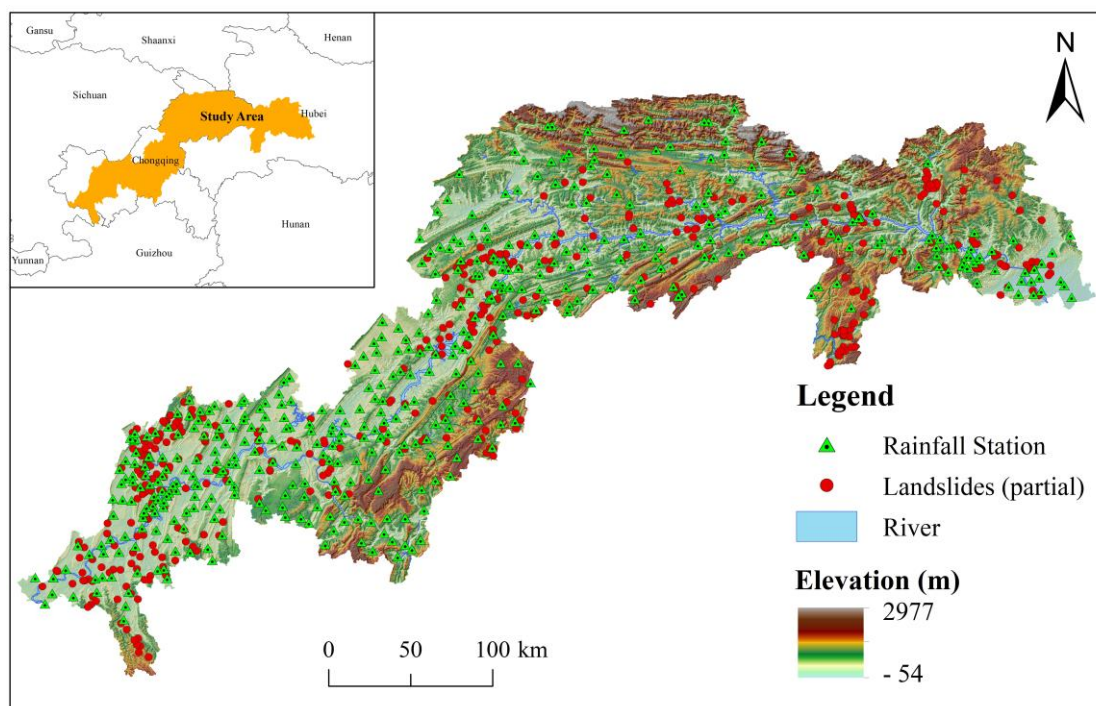 Gansu
Shaanxi
Henan
Sichuan
Study Area
Hubei
Chongqing
Hunan
Guizhou
Yunnan
N
Legend
Rainfall Station
Landslides (partial)
River
Elevation (m)
2977
- 54
0 50 100 km